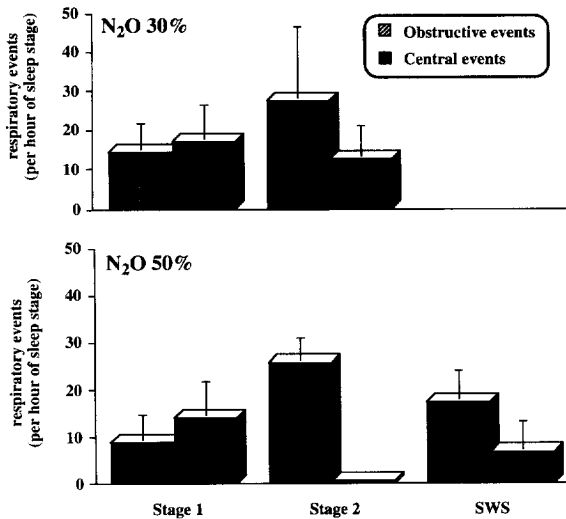 N₂O 30%
Obstructive events
Central events
respiratory events
(per hour of sleep stage)
50
40
30
20
10
0
N₂O 50%
respiratory events
(per hour of sleep stage)
50
40
30
20
10
0
Stage 1 Stage 2 SWS